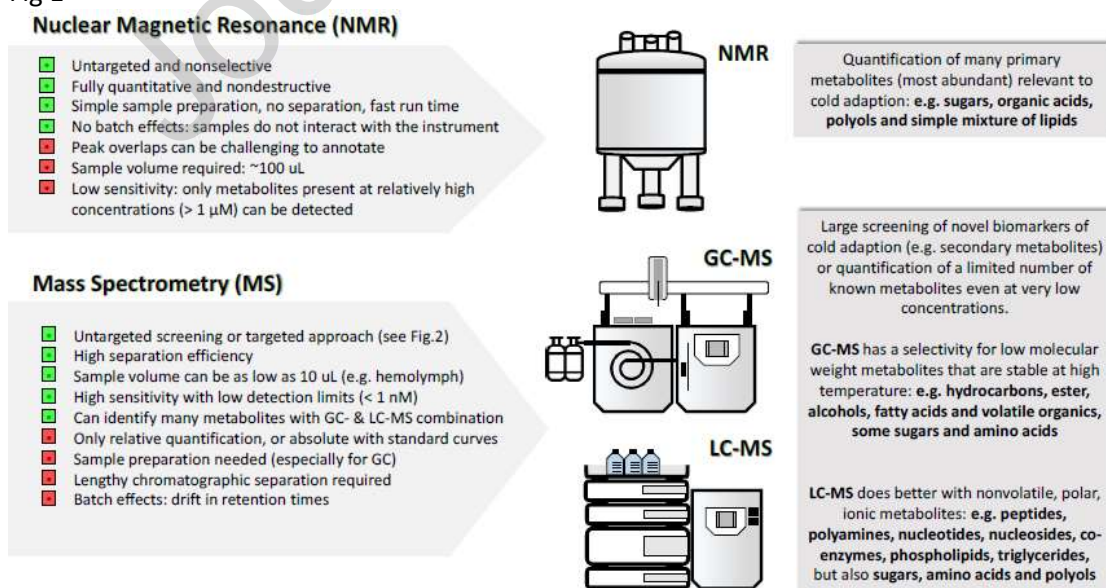 Nuclear Magnetic Resonance (NMR)
Untargeted and nonselective
Fully quantitative and nondestructive
Simple sample preparation, no separation, fast run time
No batch effects: samples do not interact with the instrument
Peak overlaps can be challenging to annotate
Sample volume required: ~100 uL
Low sensitivity: only metabolites present at relatively high
concentrations (> 1 µM) can be detected
NMR
Quantification of many primary
metabolites (most abundant) relevant to
cold adaption: e.g. sugars, organic acids,
polyols and simple mixture of lipids
Mass Spectrometry (MS)
Untargeted screening or targeted approach (see Fig.2)
High separation efficiency
Sample volume can be as low as 10 uL (e.g. hemolymph)
High sensitivity with low detection limits (< 1 nM)
Can identify many metabolites with GC- & LC-MS combination
Only relative quantification, or absolute with standard curves
Sample preparation needed (especially for GC)
Lengthy chromatographic separation required
Batch effects: drift in retention times
GC-MS
LC-MS
Large screening of novel biomarkers of
cold adaption (e.g. secondary metabolites)
or quantification of a limited number of
known metabolites even at very low
concentrations.
GC-MS has a selectivity for low molecular
weight metabolites that are stable at high
temperature: e.g. hydrocarbons, ester,
alcohols, fatty acids and volatile organics,
some sugars and amino acids
LC-MS does better with nonvolatile, polar,
ionic metabolites: e.g. peptides,
polyamines, nucleotides, nucleosides, co-
enzymes, phospholipids, triglycerides,
but also sugars, amino acids and polyols